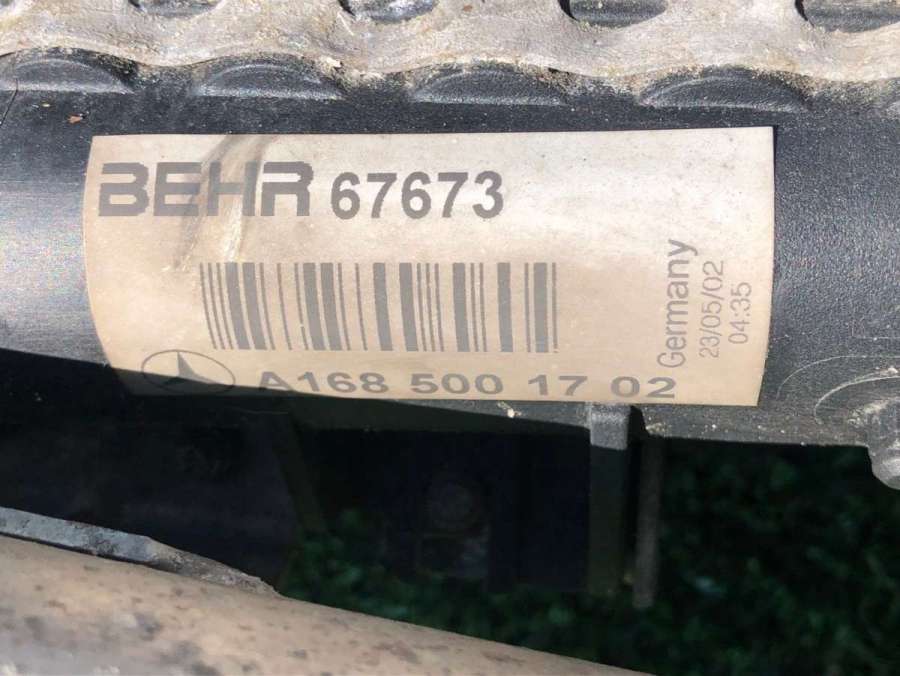 BEHR 67673
A168 500 17 02
Germany
23/05/02
04:35